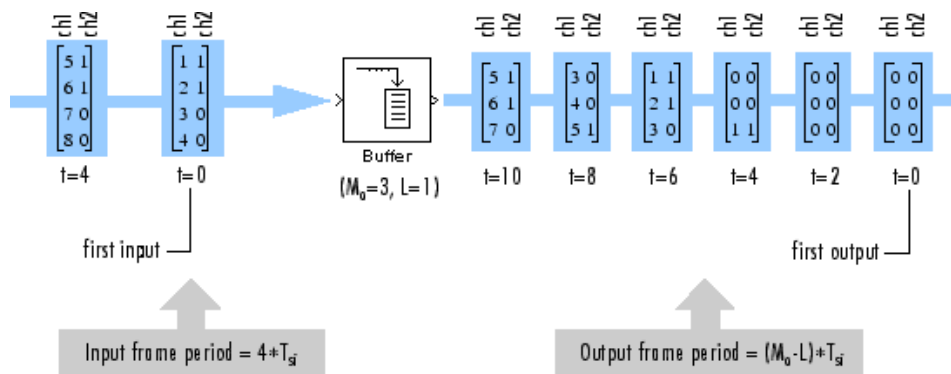 ch1 ch2 ch1 ch2 ch1 ch2 ch1 ch2 ch1 ch2 ch1 ch2 ch1 ch2 ch1 ch2
5 1 1 1 5 1 3 0 1 1 0 0 0 0 0 0
6 1 2 1 6 1 4 0 2 1 0 0 0 0 0 0
7 0 3 0 7 0 5 1 3 0 1 1 0 0 0 0
8 0 4 0
Buffer
t=4 t=0 (Mo=3, L=1) t=10 t=8 t=6 t=4 t=2 t=0
first input first output
Input frame period = 4*Tsi Output frame period = (Mo-L)*Tsi